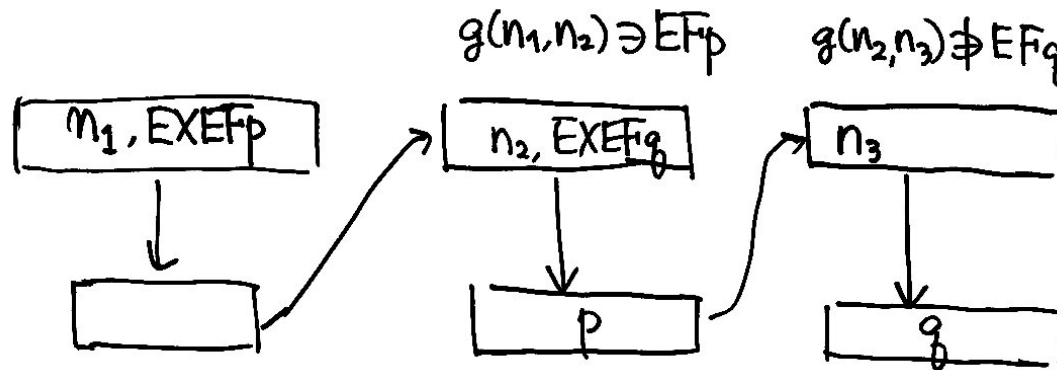 g(n₁,n₂) ∋ EFp
g(n₂,n₃) ∌ EFq
n₁, EXEFp
n₂, EXEFq
n₃
p
q